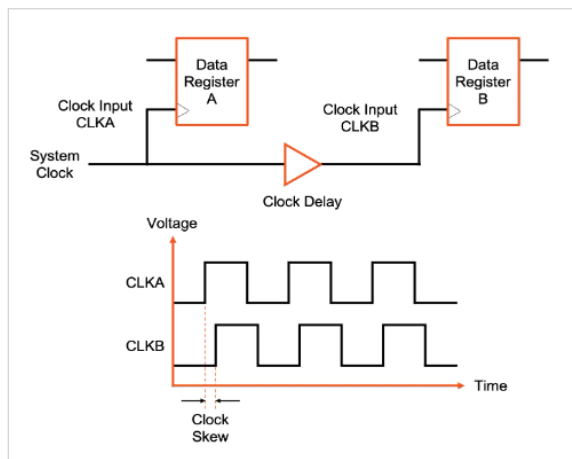 Data
Register
A
Data
Register
B
Clock Input
CLKA
Clock Input
CLKB
System
Clock
Clock Delay
Voltage
CLKA
CLKB
Time
Clock
Skew